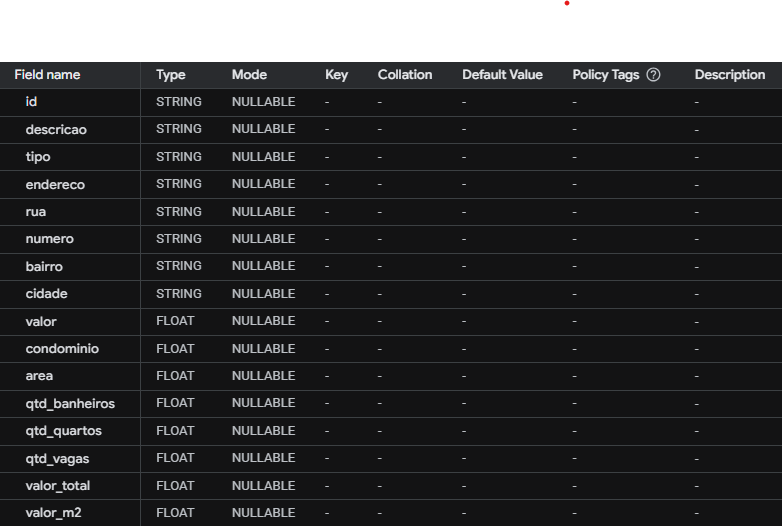 Field name Type Mode Key Collation Default Value Policy Tags ? Description
id STRING NULLABLE - - - - -
descricao STRING NULLABLE - - - - -
tipo STRING NULLABLE - - - - -
endereco STRING NULLABLE - - - - -
rua STRING NULLABLE - - - - -
numero STRING NULLABLE - - - - -
bairro STRING NULLABLE - - - - -
cidade STRING NULLABLE - - - - -
valor FLOAT NULLABLE - - - - -
condominio FLOAT NULLABLE - - - - -
area FLOAT NULLABLE - - - - -
qtd_banheiros FLOAT NULLABLE - - - - -
qtd_quartos FLOAT NULLABLE - - - - -
qtd_vagas FLOAT NULLABLE - - - - -
valor_total FLOAT NULLABLE - - - - -
valor_m2 FLOAT NULLABLE - - - - -